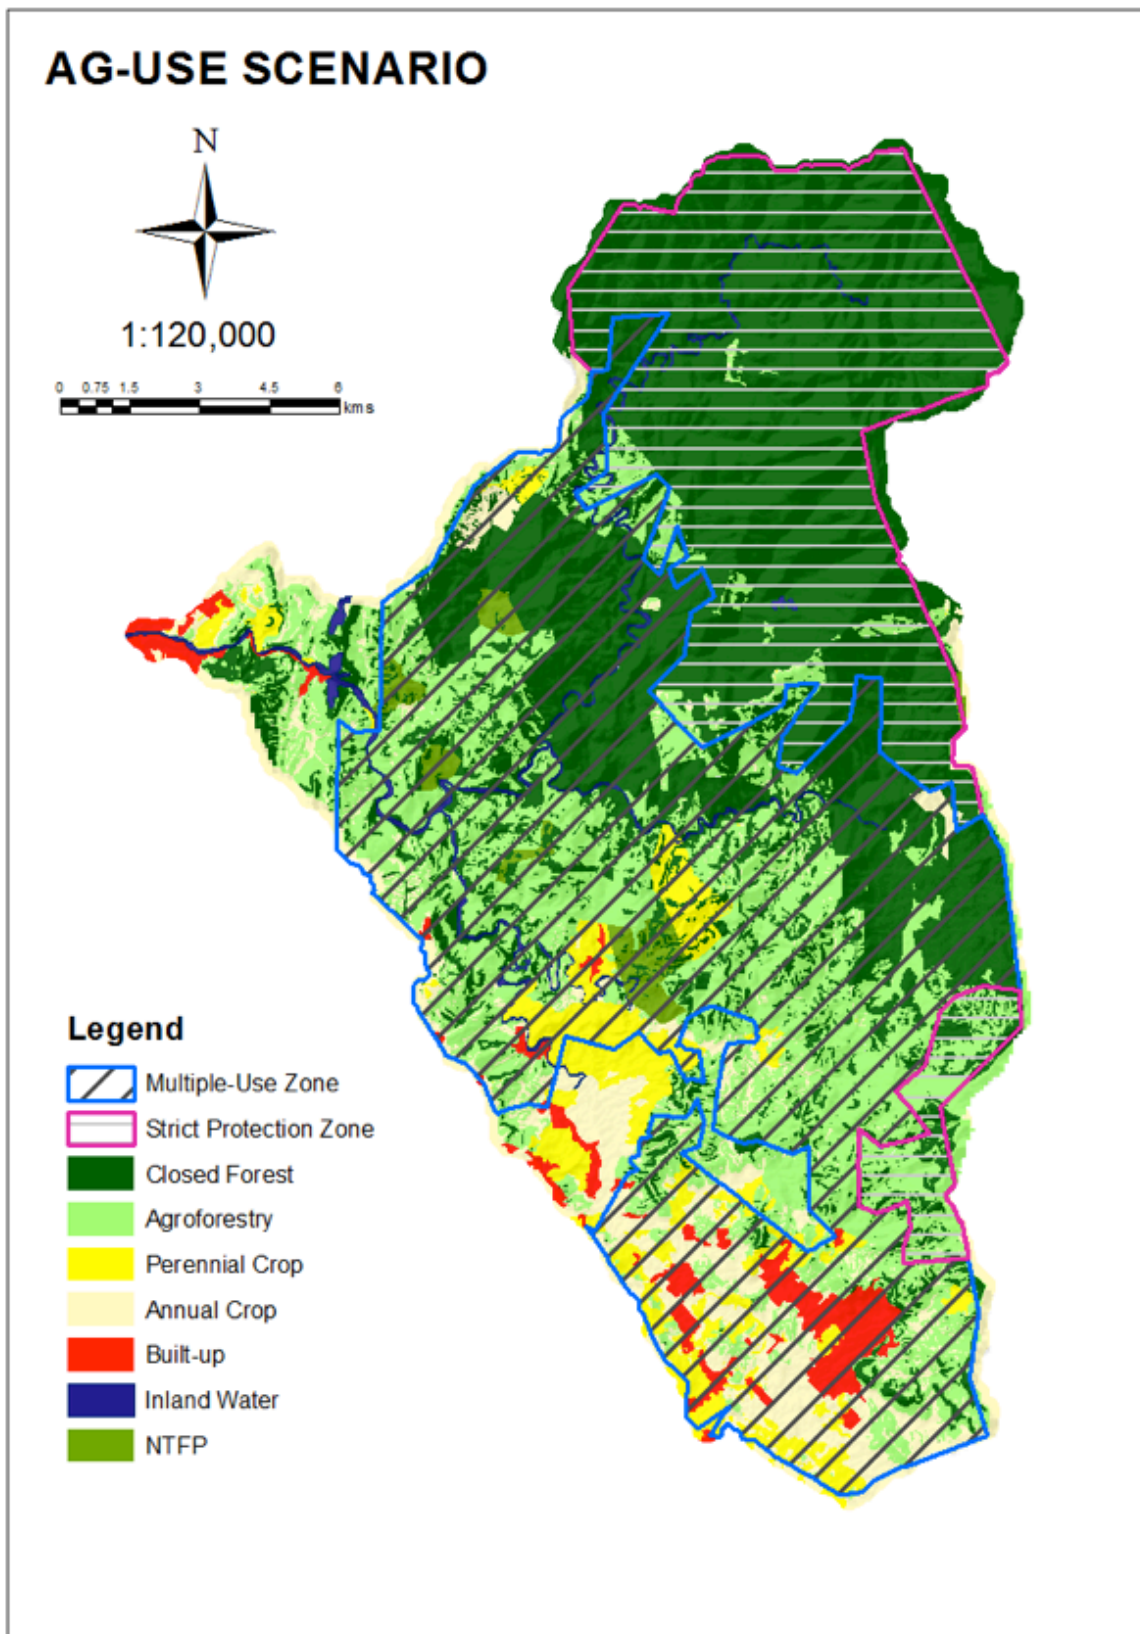 AG-USE SCENARIO
N
1:120,000
0 0.75 1.5 3 4.5 6
kms
Legend
Multiple-Use Zone
Strict Protection Zone
Closed Forest
Agroforestry
Perennial Crop
Annual Crop
Built-up
Inland Water
NTFP